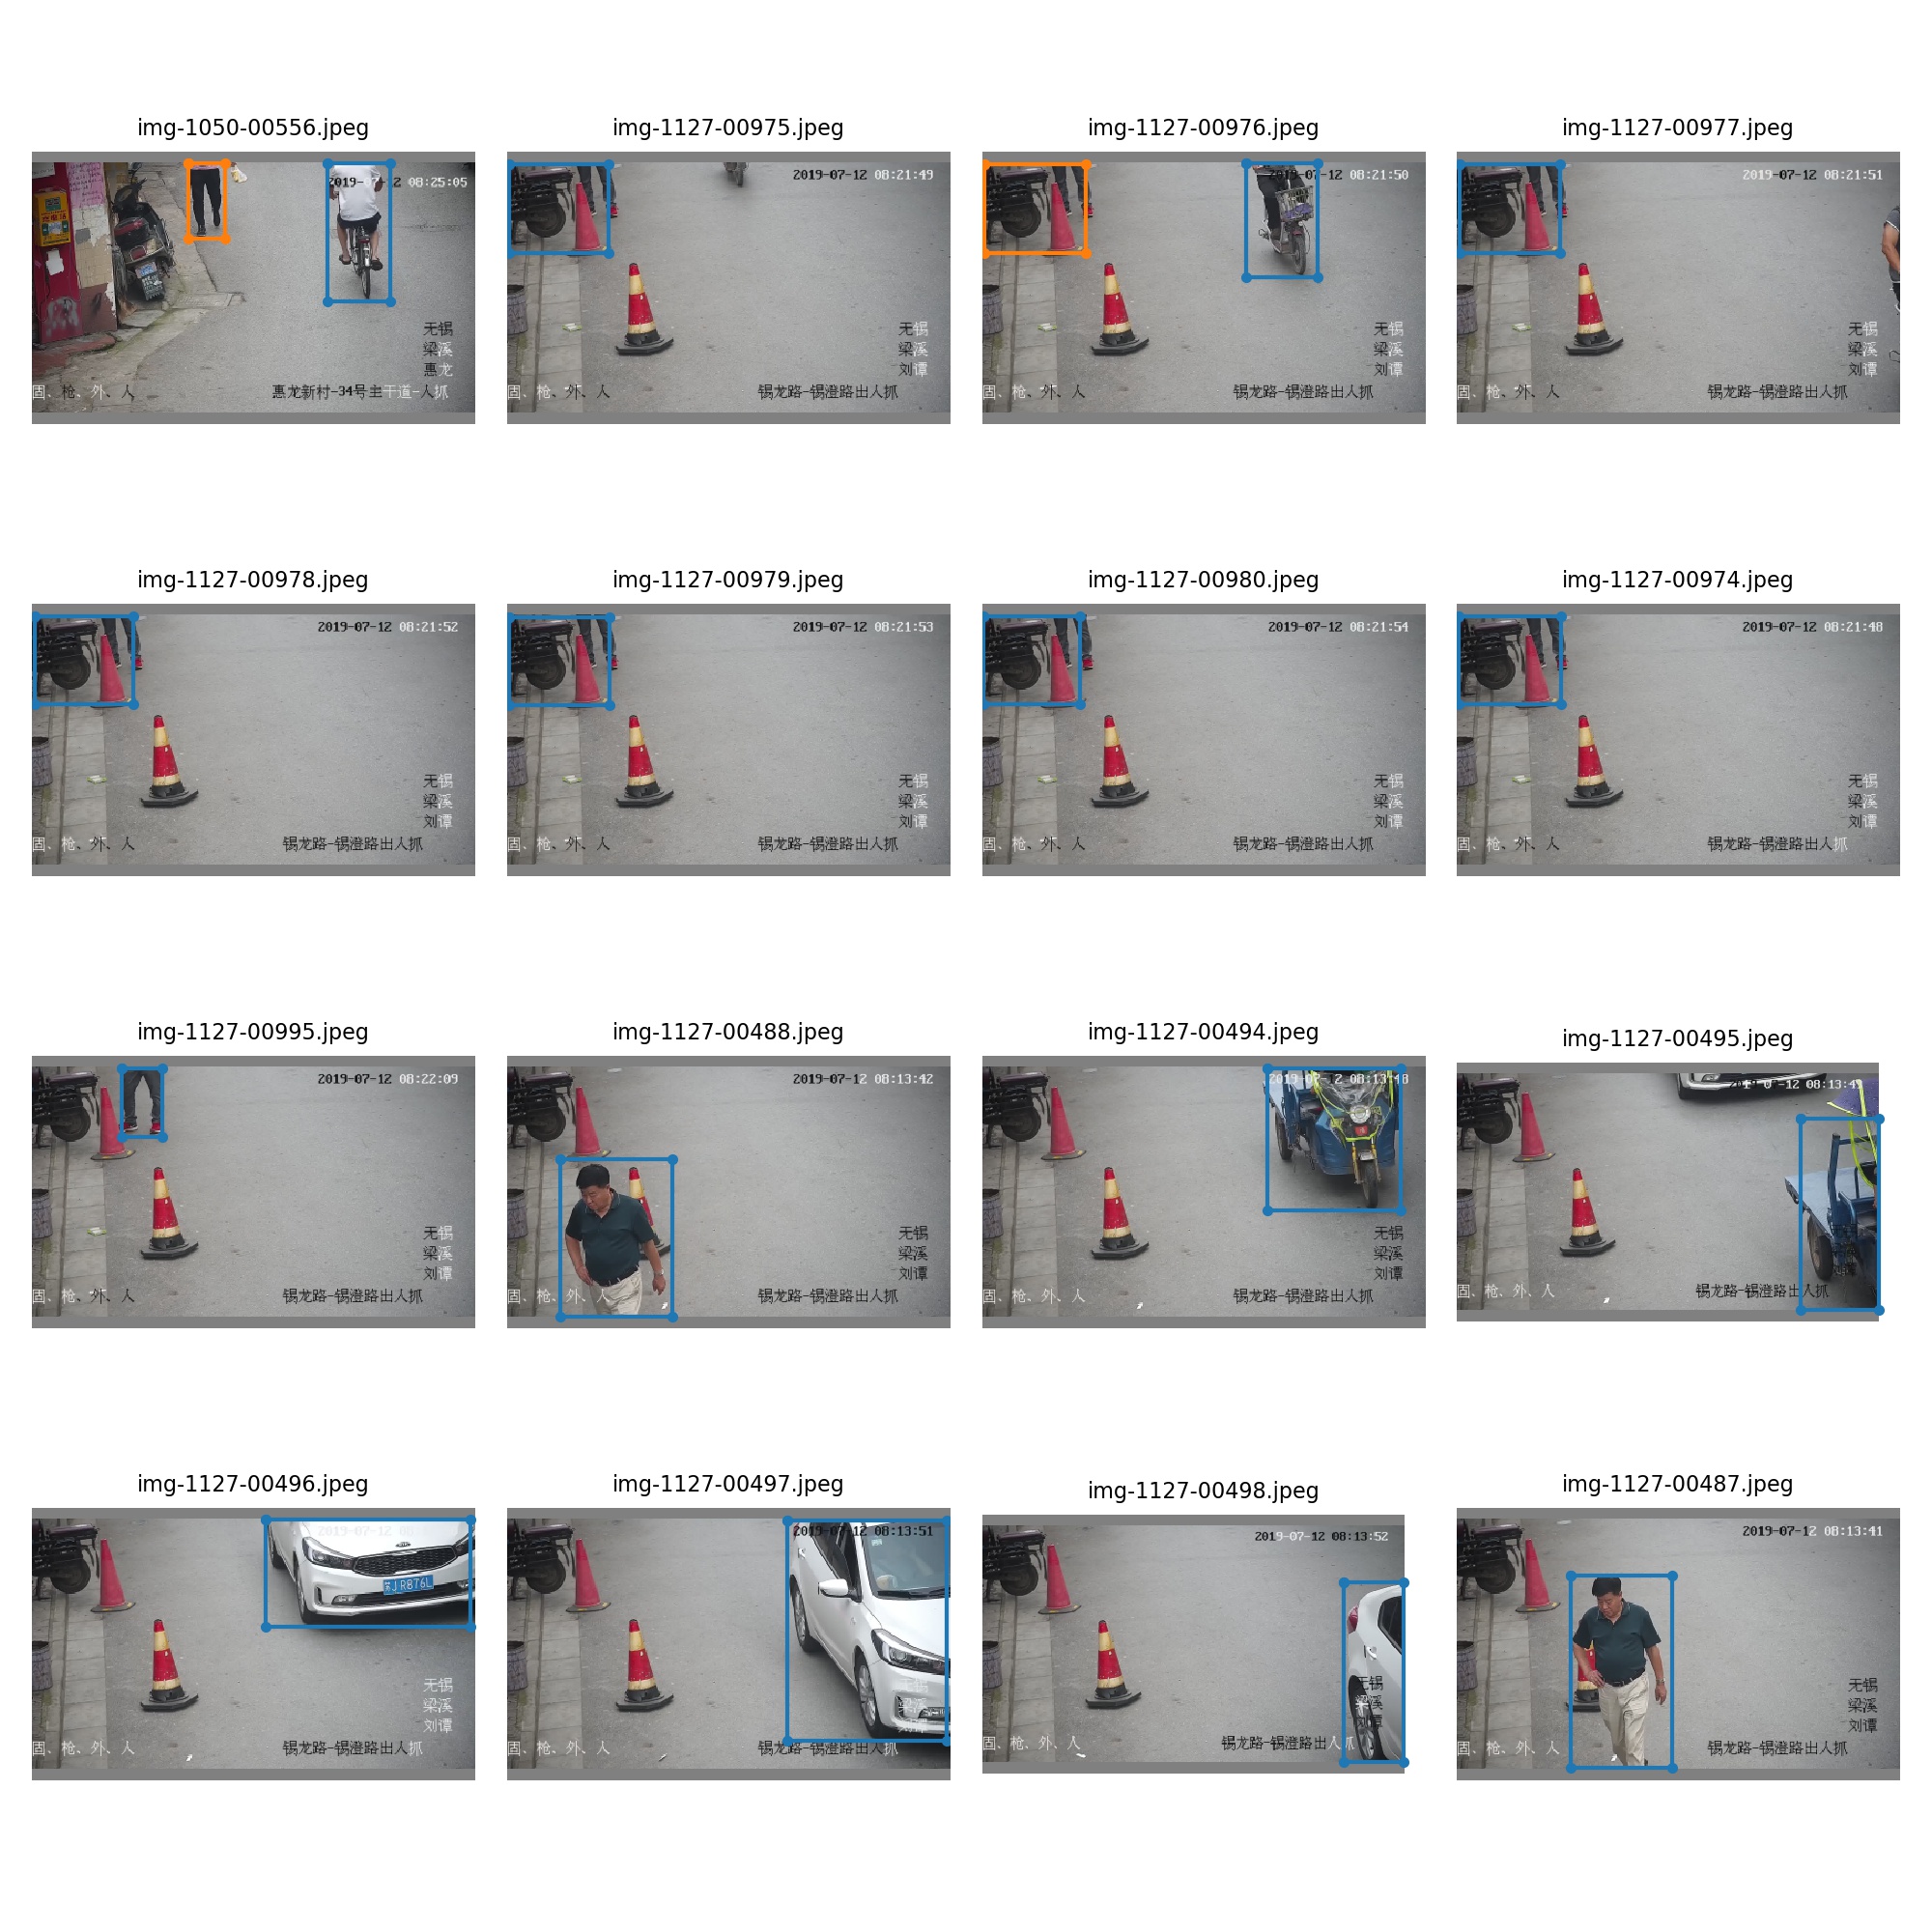 img-1050-00556.jpeg
2019-07-12 08:25:05
无锡
梁溪
惠龙
固、枪、外、人
惠龙新村-34号主干道-人抓
img-1127-00975.jpeg
2019-07-12 08:21:49
无锡
梁溪
刘谭
固、枪、外、人
锡龙路-锡澄路出人抓
img-1127-00976.jpeg
2019-07-12 08:21:50
无锡
梁溪
刘谭
固、枪、外、人
锡龙路-锡澄路出人抓
img-1127-00977.jpeg
2019-07-12 08:21:51
无锡
梁溪
刘谭
固、枪、外、人
锡龙路-锡澄路出人抓
img-1127-00978.jpeg
2019-07-12 08:21:52
无锡
梁溪
刘谭
固、枪、外、人
锡龙路-锡澄路出人抓
img-1127-00979.jpeg
2019-07-12 08:21:53
无锡
梁溪
刘谭
固、枪、外、人
锡龙路-锡澄路出人抓
img-1127-00980.jpeg
2019-07-12 08:21:54
无锡
梁溪
刘谭
固、枪、外、人
锡龙路-锡澄路出人抓
img-1127-00974.jpeg
2019-07-12 08:21:48
无锡
梁溪
刘谭
固、枪、外、人
锡龙路-锡澄路出人抓
img-1127-00995.jpeg
2019-07-12 08:22:09
无锡
梁溪
刘谭
固、枪、外、人
锡龙路-锡澄路出人抓
img-1127-00488.jpeg
2019-07-12 08:13:42
无锡
梁溪
刘谭
固、枪、外、人
锡龙路-锡澄路出人抓
img-1127-00494.jpeg
2019-07-12 08:13:48
无锡
梁溪
刘谭
固、枪、外、人
锡龙路-锡澄路出人抓
img-1127-00495.jpeg
08:13:49
固、枪、外、人
锡龙路-锡澄路出人抓
img-1127-00496.jpeg
2019-07-12 08
KIA
J R876L
无锡
梁溪
刘谭
固、枪、外、人
锡龙路-锡澄路出人抓
img-1127-00497.jpeg
2019-07-12 08:13:51
固、枪、外、人
锡龙路-锡澄路出人抓
img-1127-00498.jpeg
2019-07-12 08:13:52
无锡
梁溪
固、枪、外、人
锡龙路-锡澄路出人抓
img-1127-00487.jpeg
2019-07-12 08:13:41
无锡
梁溪
刘谭
固、枪、外、人
锡龙路-锡澄路出人抓